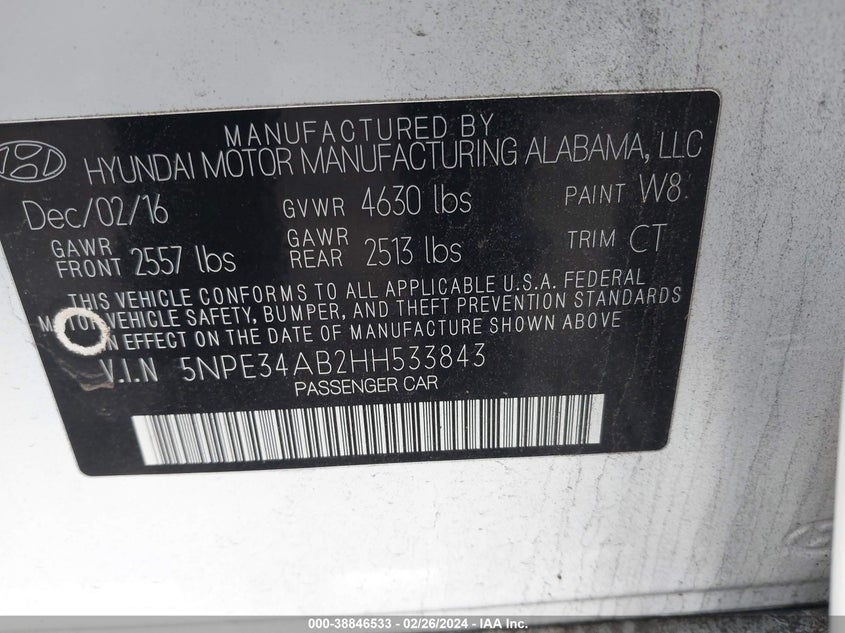 MANUFACTURED BY
HYUNDAI MOTOR MANUFACTURING ALABAMA, LLC
Dec/02/16 GVWR 4630 lbs PAINT W8
GAWR FRONT 2557 lbs GAWR REAR 2513 lbs TRIM CT
THIS VEHICLE CONFORMS TO ALL APPLICABLE U.S.A. FEDERAL
MOTOR VEHICLE SAFETY, BUMPER, AND THEFT PREVENTION STANDARDS
IN EFFECT ON THE DATE OF MANUFACTURE SHOWN ABOVE
V.I.N 5NPE34AB2HH533843
PASSENGER CAR
000-38846533 - 02/26/2024 - IAA Inc.